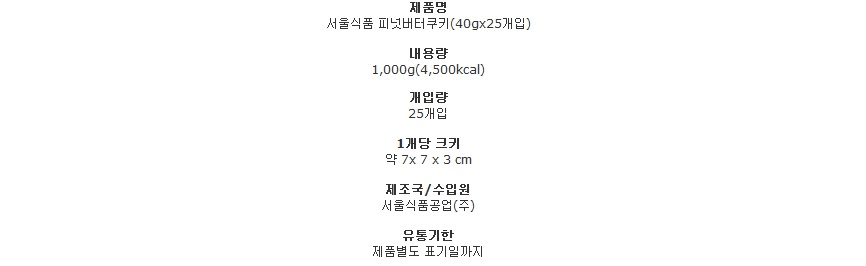 제품명
서울식품 피넛버터쿠키(40gx25개입)
내용량
1,000g(4,500kcal)
개입량
25개입
1개당 크키
약 7x 7 x 3 cm
제조국/수입원
서울식품공업(주)
유통기한
제품별도 표기일까지